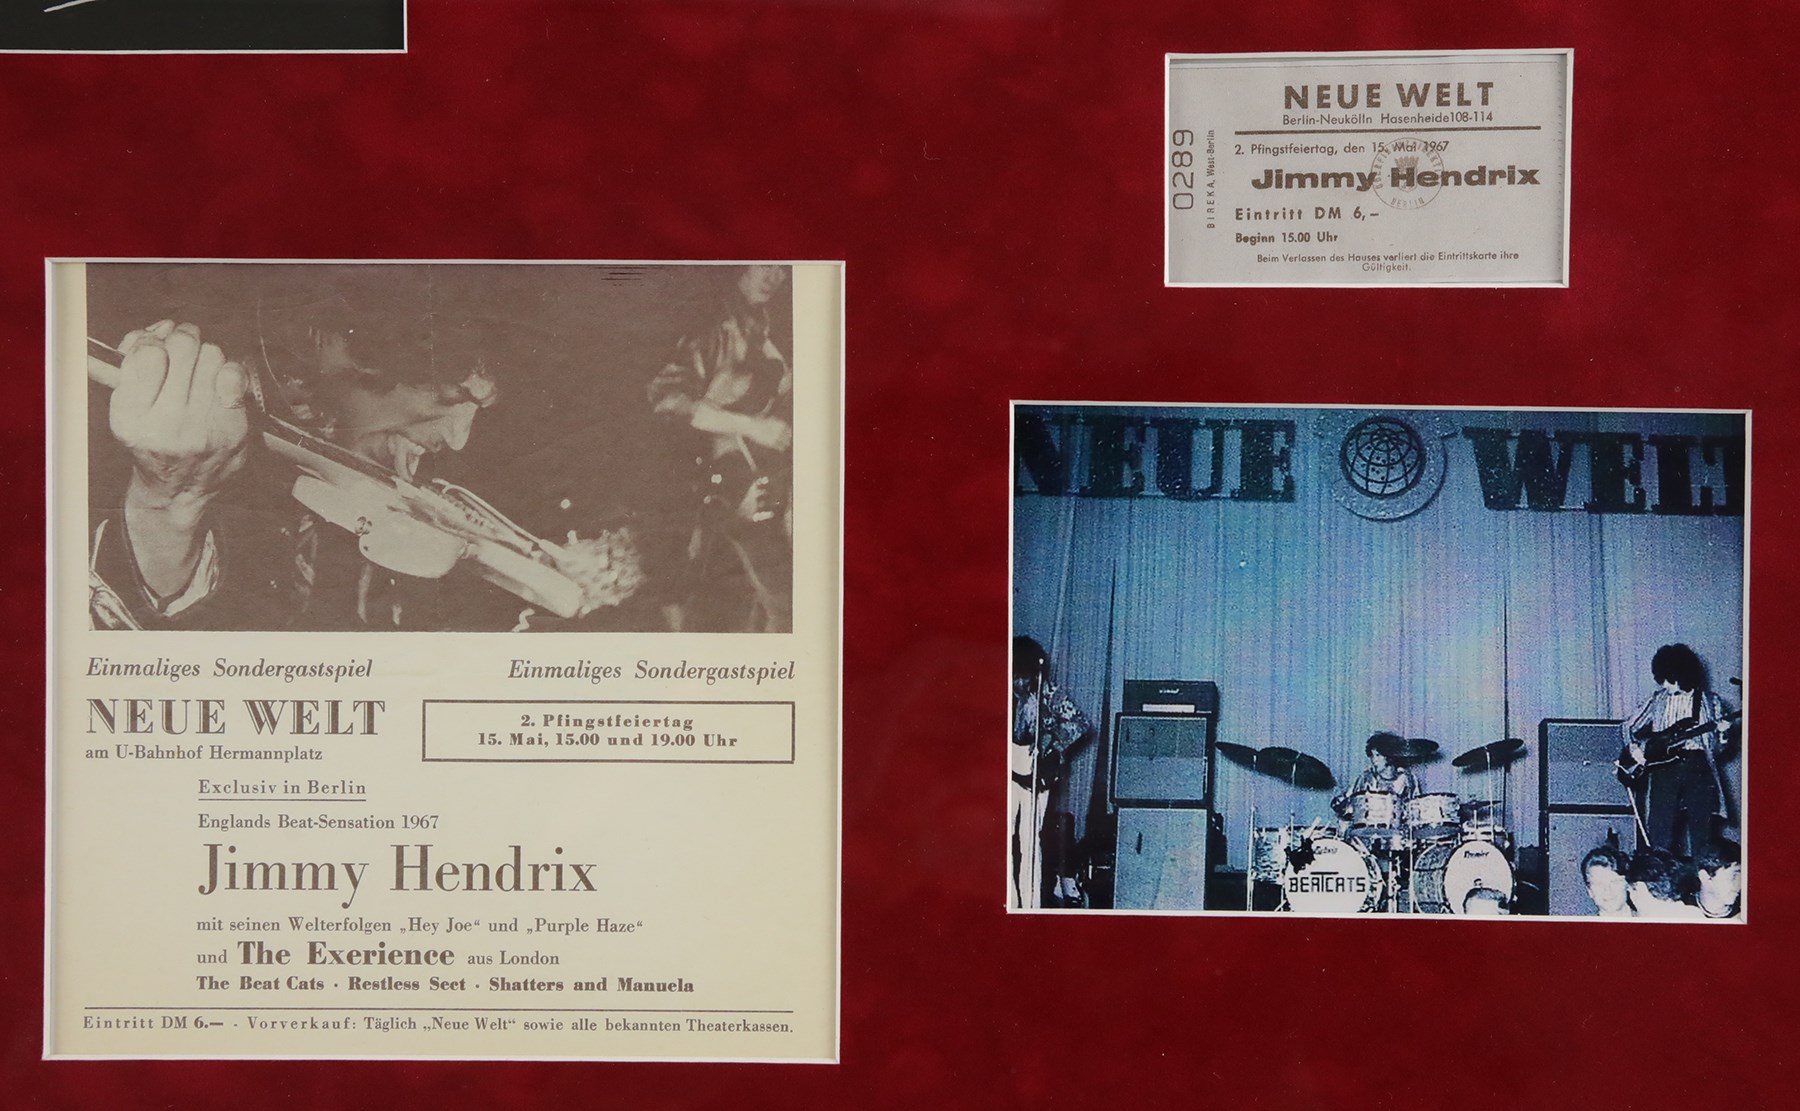 NEUE WELT
Berlin-Neukölln Hasenheide108-114
2. Pfingstfeiertag, den 15. Mai 1967
Jimmy Hendrix
Eintritt DM 6,–
Beginn 15.00 Uhr
Beim Verlassen des Hauses verliert die Eintrittskarte ihre
Gültigkeit.
0289
BIREKA, West-Berlin
BERLIN
Einmaliges Sondergastspiel
Einmaliges Sondergastspiel
NEUE WELT
am U-Bahnhof Hermannplatz
2. Pfingstfeiertag
15. Mai, 15.00 und 19.00 Uhr
Exclusiv in Berlin
Englands Beat-Sensation 1967
Jimmy Hendrix
mit seinen Welterfolgen „Hey Joe“ und „Purple Haze“
und The Exerience aus London
The Beat Cats · Restless Sect · Shatters and Manuela
Eintritt DM 6.— - Vorverkauf: Täglich „Neue Welt“ sowie alle bekannten Theaterkassen.
NEUE WELT
BEATCATS
Premier